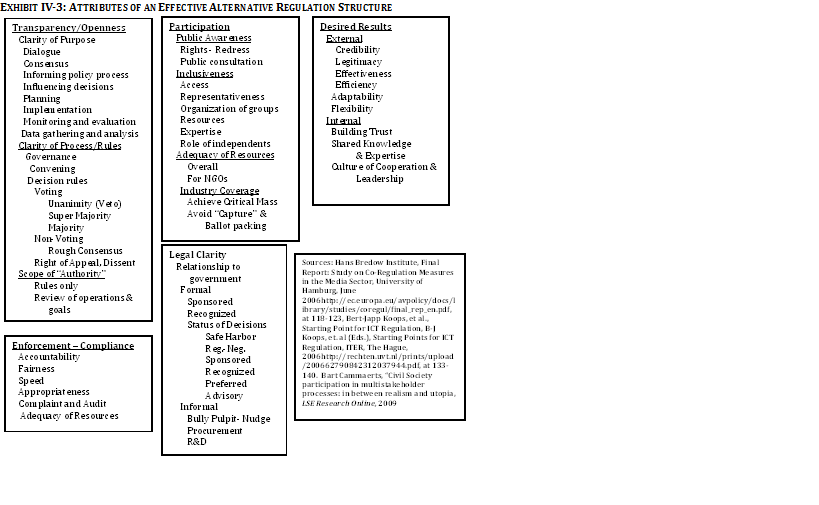 EXHIBIT IV-3: ATTRIBUTES OF AN EFFECTIVE ALTERNATIVE REGULATION STRUCTURE
Transparency/Openness
Clarity of Purpose
Dialogue
Consensus
Informing policy process
Influencing decisions
Planning
Implementation
Monitoring and evaluation
Data gathering and analysis
Clarity of Process/Rules
Governance
Convening
Decision rules
Voting
Unanimity (Veto)
Super Majority
Majority
Non-Voting
Rough Consensus
Right of Appeal, Dissent
Scope of "Authority"
Rules only
Review of operations &
goals
Enforcement – Compliance
Accountability
Fairness
Speed
Appropriateness
Complaint and Audit
Adequacy of Resources
Participation
Public Awareness
Rights- Redress
Public consultation
Inclusiveness
Access
Representativeness
Organization of groups
Resources
Expertise
Role of independents
Adequacy of Resources
Overall
For NGOs
Industry Coverage
Achieve Critical Mass
Avoid "Capture" &
Ballot packing
Legal Clarity
Relationship to
government
Formal
Sponsored
Recognized
Status of Decisions
Safe Harbor
Reg.- Neg.
Sponsored
Recognized
Preferred
Advisory
Informal
Bully Pulpit- Nudge
Procurement
R&D
Desired Results
External
Credibility
Legitimacy
Effectiveness
Efficiency
Adaptability
Flexibility
Internal
Building Trust
Shared Knowledge
& Expertise
Culture of Cooperation &
Leadership
Sources: Hans Bredow Institute, Final
Report: Study on Co-Regulation Measures
in the Media Sector, University of
Hamburg, June
2006http://ec.europa.eu/avpolicy/docs/l
ibrary/studies/coregul/final_rep_en.pdf,
at 118-123, Bert-Japp Koops, et al.,
Starting Point for ICT Regulation, B-J
Koops, et. al (Eds.), Starting Points for ICT
Regulation, ITER, The Hague,
2006http://rechten.uvt.nl/prints/upload
/20066279084231203​7944.pdf, at 133-
140. Bart Cammaerts, "Civil Society
participation in multistakeholder
processes: in between realism and utopia,
LSE Research Online, 2009